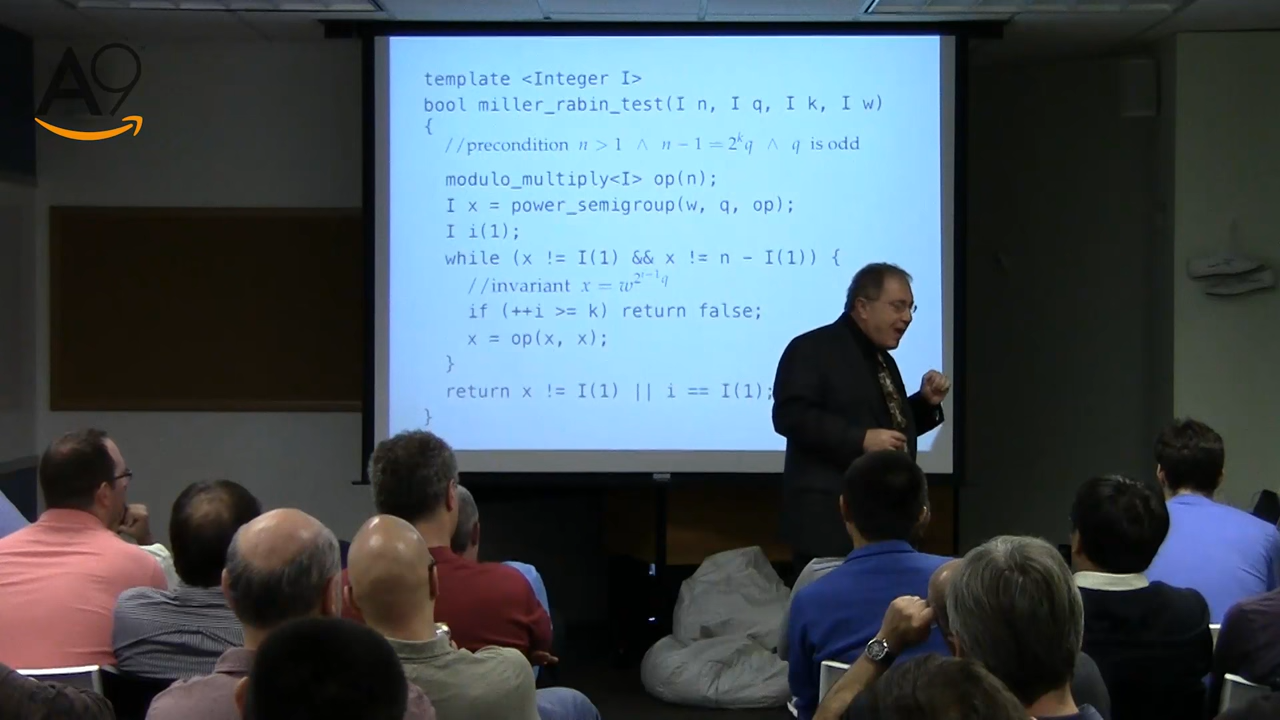 A9
template <Integer I>
bool miller_rabin_test(I n, I q, I k, I w)
{
//precondition n > 1 ∧ n − 1 = 2^k q ∧ q is odd
modulo_multiply<I> op(n);
I x = power_semigroup(w, q, op);
I i(1);
while (x != I(1) && x != n - I(1)) {
//invariant x = w^{2^{i−1}q}
if (++i >= k) return false;
x = op(x, x);
}
return x != I(1) || i == I(1);
}